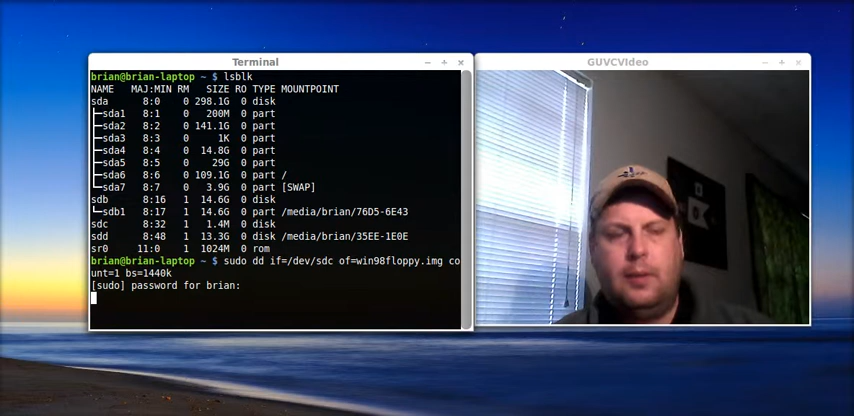 Terminal
brian@brian-laptop ~ $ lsblk
NAME   MAJ:MIN RM   SIZE RO TYPE MOUNTPOINT
sda      8:0    0 298.1G  0 disk
├─sda1   8:1    0   200M  0 part
├─sda2   8:2    0 141.1G  0 part
├─sda3   8:3    0     1K  0 part
├─sda4   8:4    0  14.8G  0 part
├─sda5   8:5    0    29G  0 part
├─sda6   8:6    0 109.1G  0 part /
└─sda7   8:7    0   3.9G  0 part [SWAP]
sdb      8:16   1  14.6G  0 disk
└─sdb1   8:17   1  14.6G  0 part /media/brian/76D5-6E43
sdc      8:32   1   1.4M  0 disk
sdd      8:48   1  13.3G  0 disk /media/brian/35EE-1E0E
sr0     11:0    1  1024M  0 rom
brian@brian-laptop ~ $ sudo dd if=/dev/sdc of=win98floppy.img co
unt=1 bs=1440k
[sudo] password for brian:
GUVCVIdeo